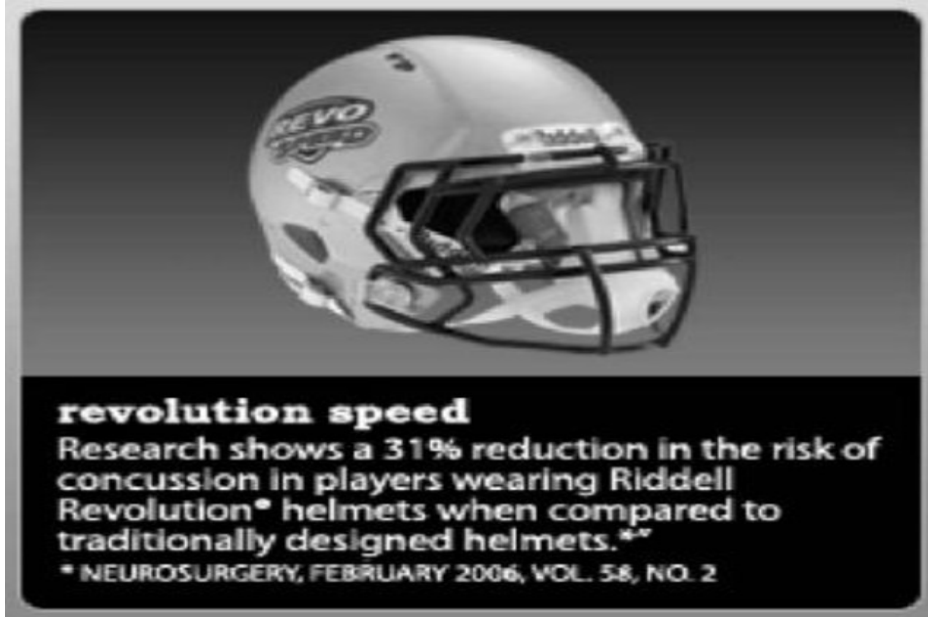 REVO
SPEED
Riddell
revolution speed
Research shows a 31% reduction in the risk of
concussion in players wearing Riddell
Revolution® helmets when compared to
traditionally designed helmets.*”
* NEUROSURGERY, FEBRUARY 2006, VOL. 58, NO. 2